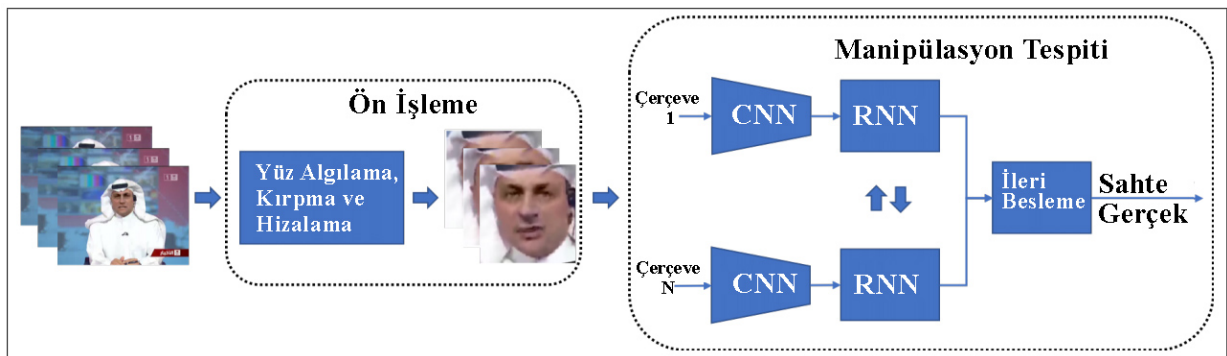 Ön İşleme
Yüz Algılama,
Kırpma ve
Hizalama
Manipülasyon Tespiti
Çerçeve
1
CNN
RNN
Çerçeve
N
CNN
RNN
İleri
Besleme
Sahte
Gerçek